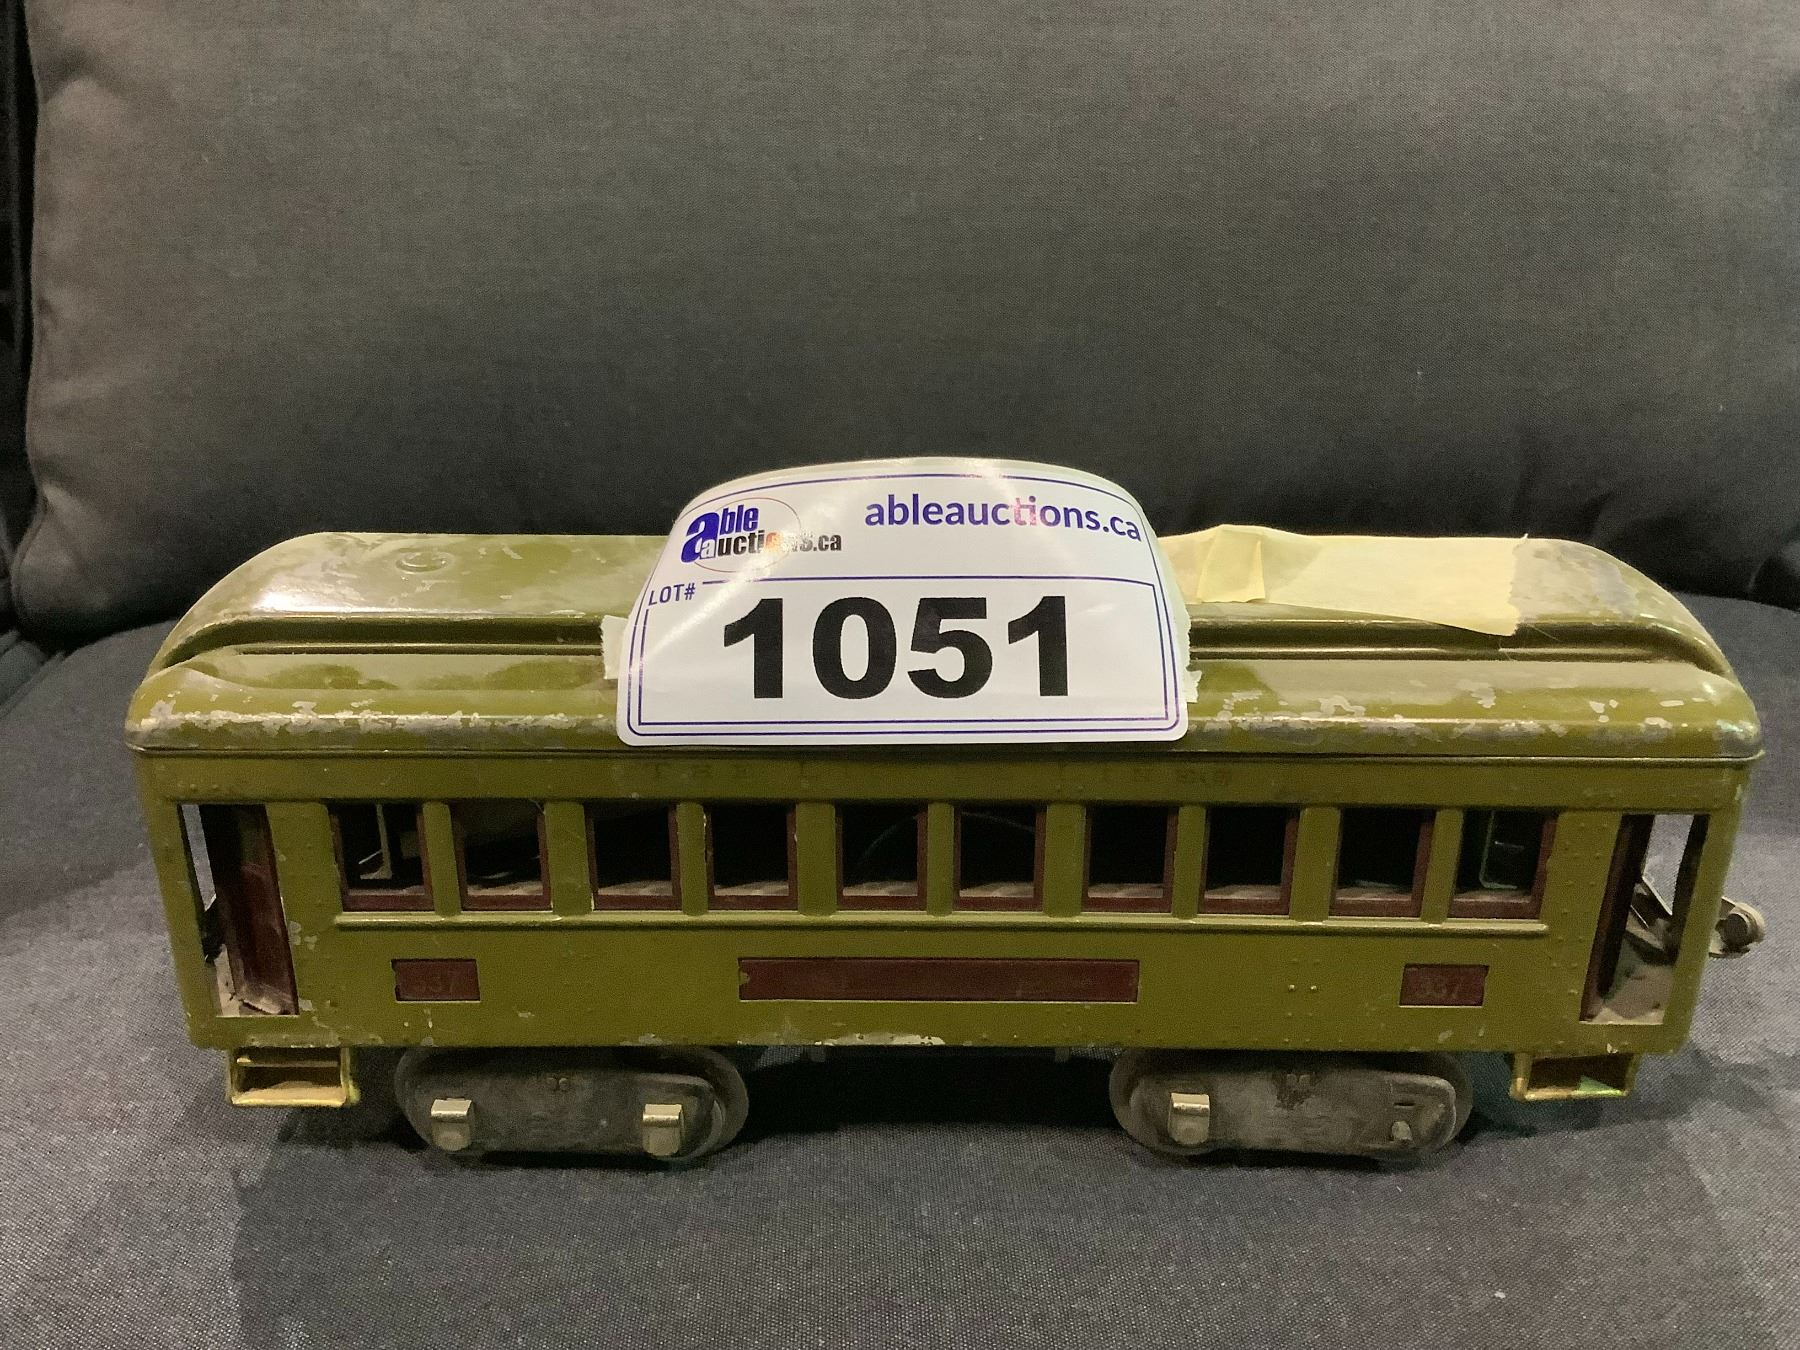 able
auctions.ca
ableauctions.ca
LOT#
1051
337
337